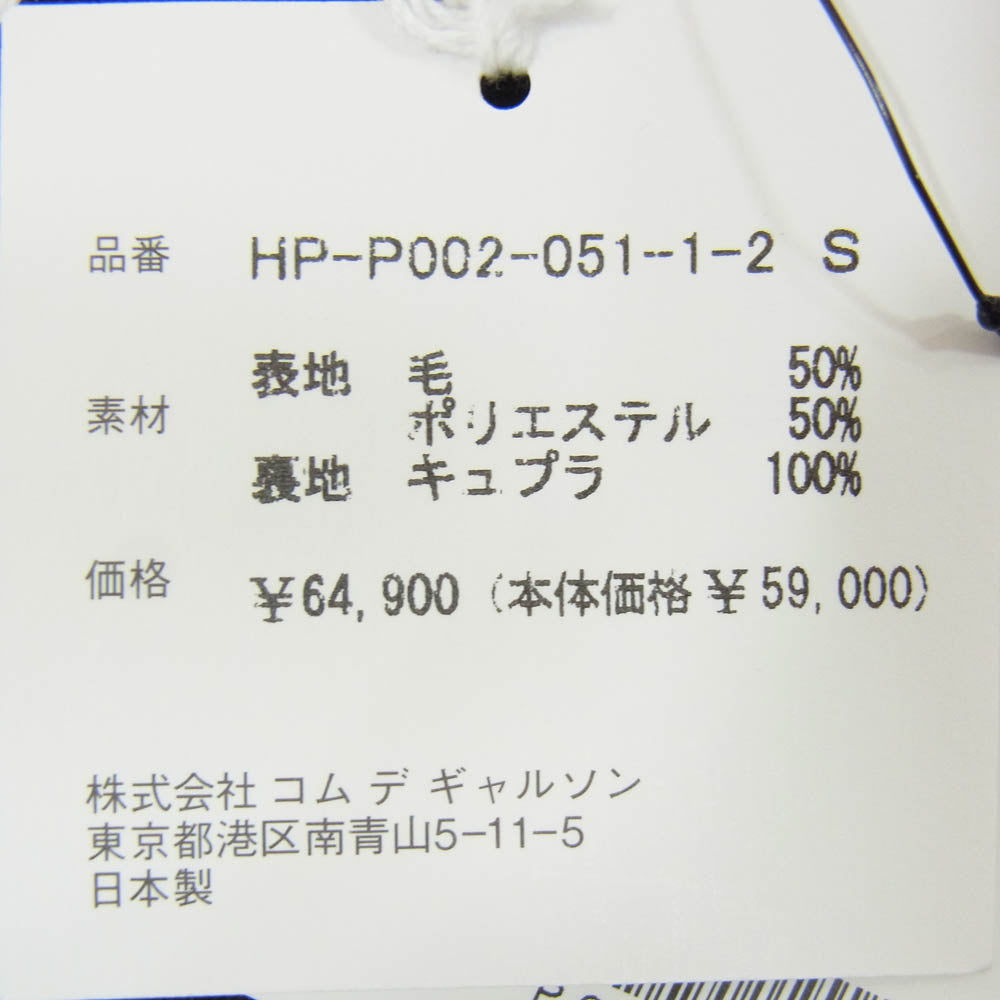 品番 HP-P002-051--1-2 S
表地 毛 50%
素材 ポリエステル 50%
裏地 キュプラ 100%
価格 ¥64,900 (本体価格¥59,000)
株式会社 コム デ ギャルソン
東京都港区南青山5-11-5
日本製